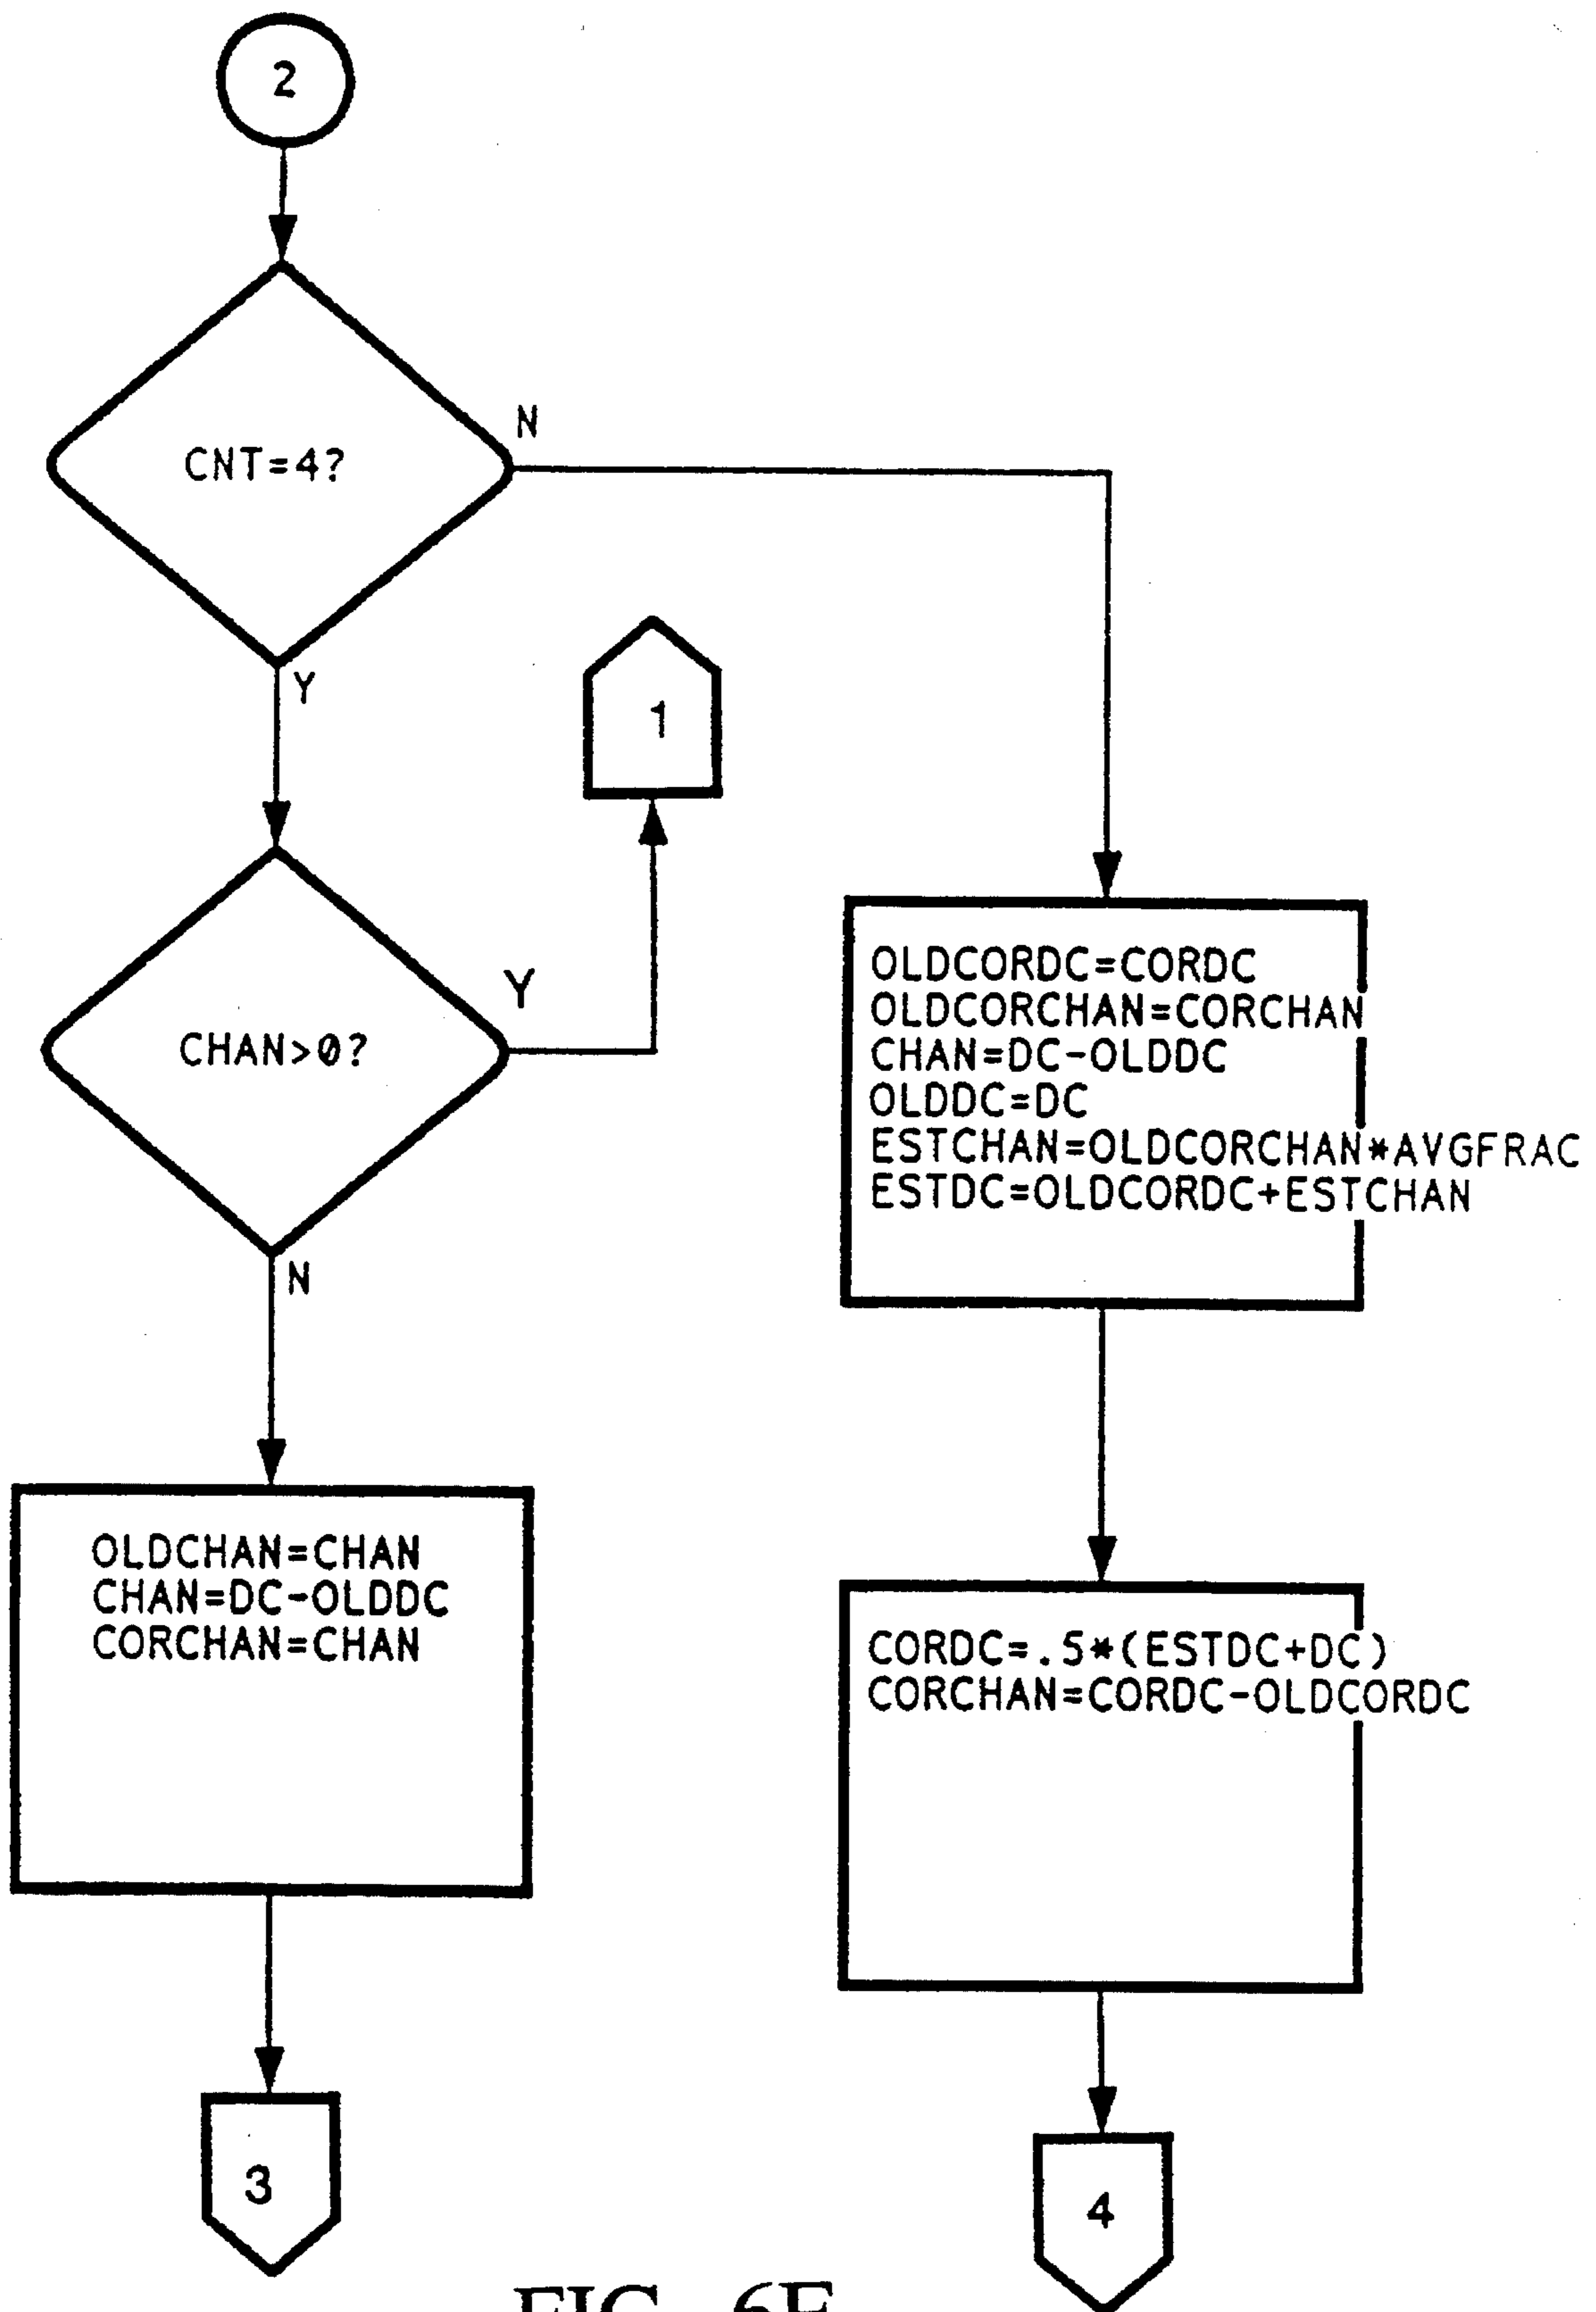 2
CNT=4?
N
Y
1
CHAN>0?
Y
N
OLDCORDC=CORDC
OLDCORCHAN=CORCHAN
CHAN=DC-OLDDC
OLDDC=DC
ESTCHAN=OLDCORCHAN*AVGFRAC
ESTDC=OLDCORDC+ESTCHAN
OLDCHAN=CHAN
CHAN=DC-OLDDC
CORCHAN=CHAN
CORDC=.5*(ESTDC+DC)
CORCHAN=CORDC-OLDCORDC
3
4